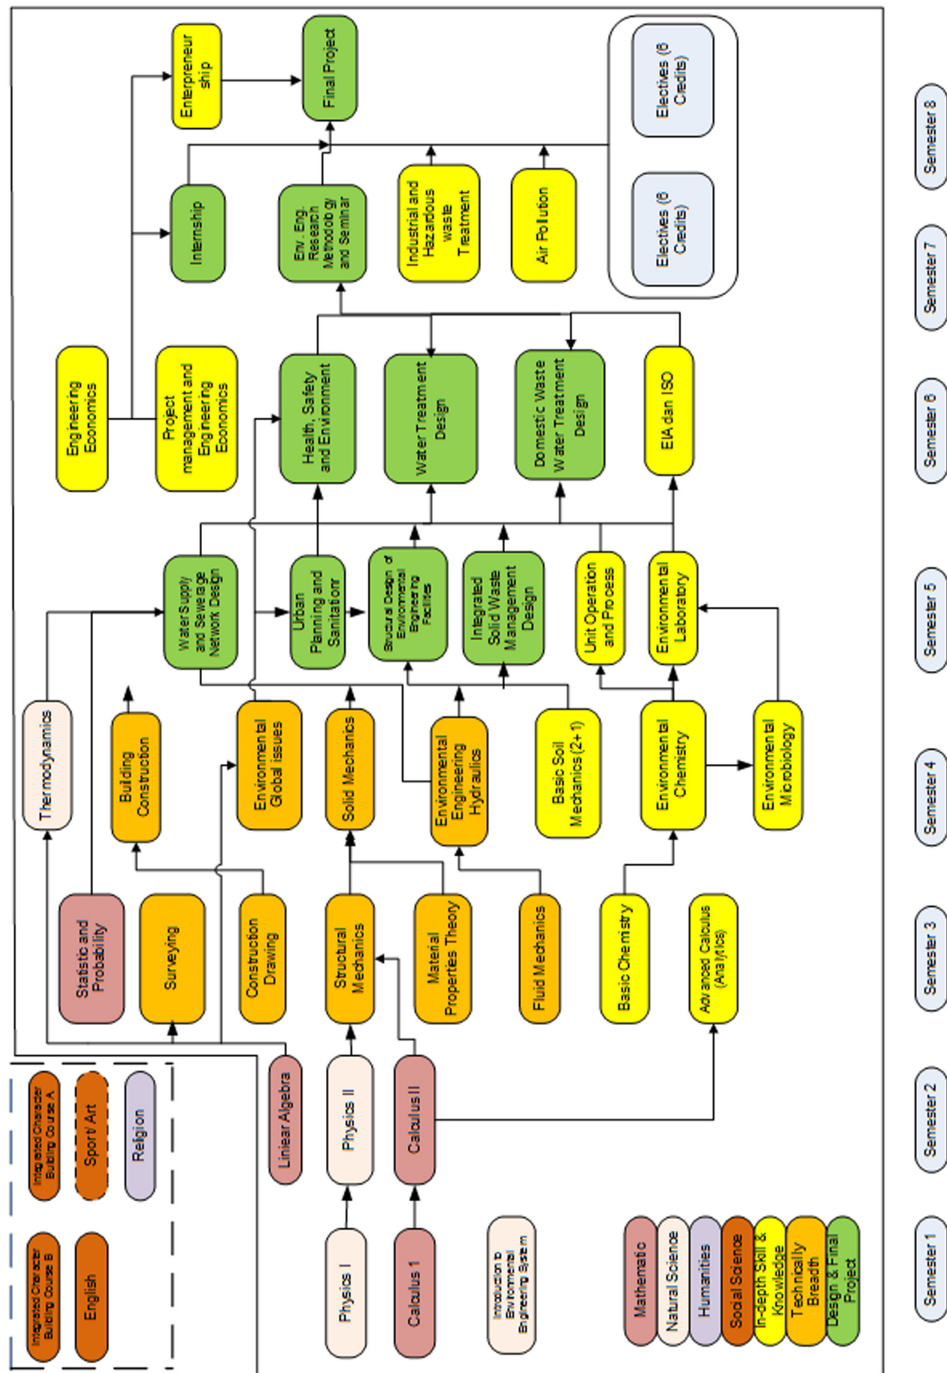 Integrated Character
Building Course B
English
Integrated Character
Building Course A
Sport/ Art
Religion
Physics I
Calculus 1
Introduction to
Environmental
Engineering System
Mathematic
Natural Science
Humanities
Social Science
In-depth Skill &
Knowledge
Technically
Breadth
Design & Final
Project
Liniear Algebra
Physics II
Calculus II
Statistic and
Probability
Surveying
Construction
Drawing
Structural
Mechanics
Material
Properties Theory
Fluid Mechanics
Basic Chemistry
Advanced Calculus
(Analytics)
Thermodynamics
Building
Construction
Environmental
Global issues
Solid Mechanics
Environmental
Engineering
Hydraulics
Basic Soil
Mechanics (2+1)
Environmental
Chemistry
Environmental
Microbiology
Water Supply
and Sewerage
Network Design
Urban
Planning and
Sanitationr
Structural Design of
Environmental
Engineering
Facilities
Integrated
Solid Waste
Management
Design
Unit Operation
and Process
Environmental
Laboratory
Engineering
Economics
Project
management and
Engineering
Economics
Health, Safety
and Environment
Water Treatment
Design
Domestic Waste
Water Treatment
Design
EIA dan ISO
Internship
Env. Eng.
Research
Methodology
and Seminar
Industrial and
Hazardous
waste
Treatment
Air Pollution
Electives (6
Credits)
Enterpreneur
ship
Final Project
Electives (6
Credits)
Semester 1
Semester 2
Semester 3
Semester 4
Semester 5
Semester 6
Semester 7
Semester 8